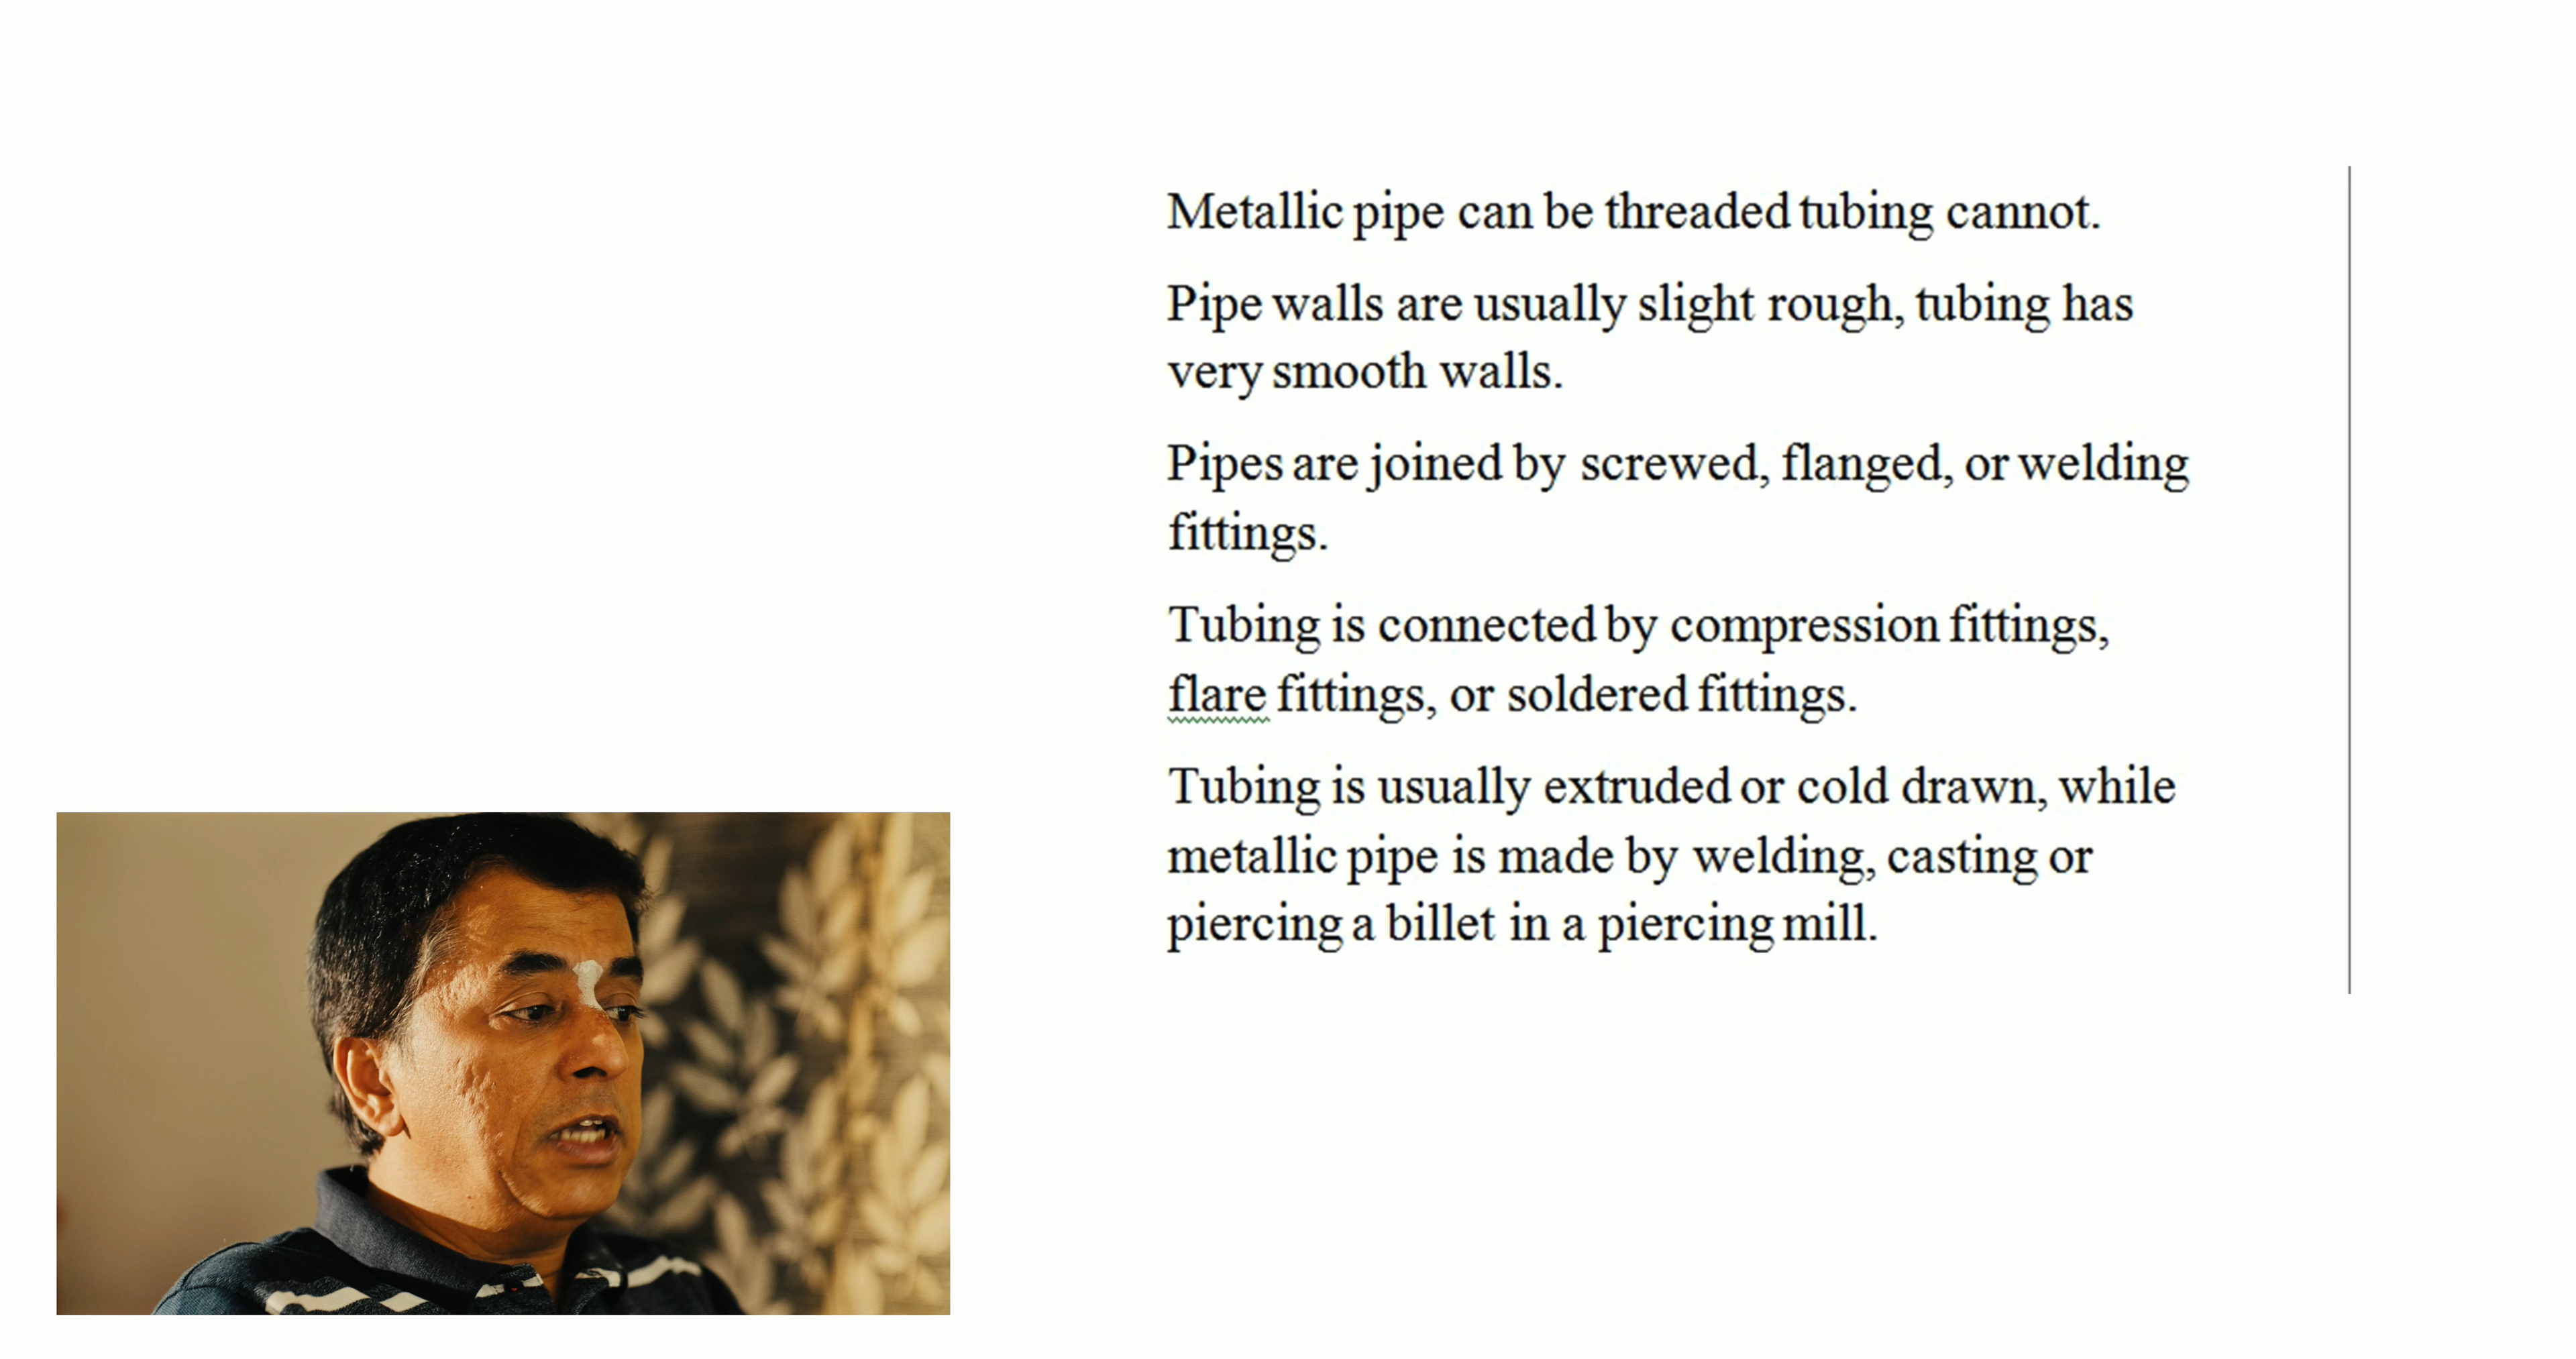 Metallic pipe can be threaded tubing cannot.
Pipe walls are usually slight rough, tubing has
very smooth walls.
Pipes are joined by screwed, flanged, or welding
fittings.
Tubing is connected by compression fittings,
flare fittings, or soldered fittings.
Tubing is usually extruded or cold drawn, while
metallic pipe is made by welding, casting or
piercing a billet in a piercing mill.